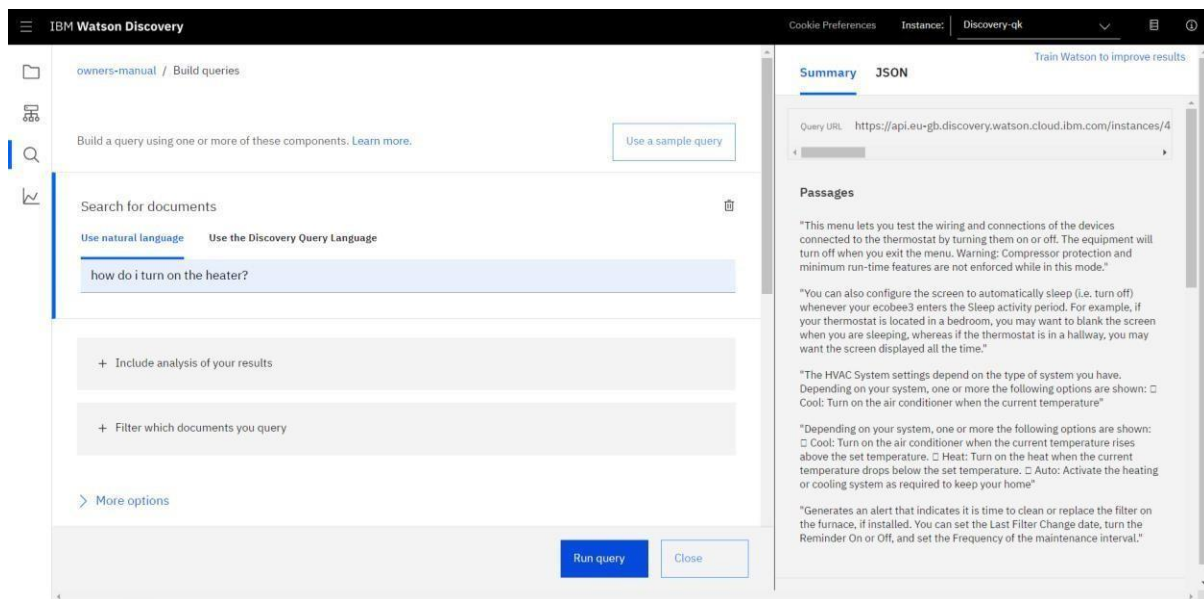 IBM Watson Discovery
Cookie Preferences
Instance:
Discovery-qk
owners-manual / Build queries
Build a query using one or more of these components. Learn more.
Use a sample query
Search for documents
Use natural language
Use the Discovery Query Language
how do i turn on the heater?
+ Include analysis of your results
+ Filter which documents you query
More options
Run query
Close
Train Watson to improve results
Summary
JSON
Query URL https://api.eu-gb.discovery.watson.cloud.ibm.com/instances/4
Passages
"This menu lets you test the wiring and connections of the devices
connected to the thermostat by turning them on or off. The equipment will
turn off when you exit the menu. Warning: Compressor protection and
minimum run-time features are not enforced while in this mode."
"You can also configure the screen to automatically sleep (i.e. turn off)
whenever your ecobee3 enters the Sleep activity period. For example, if
your thermostat is located in a bedroom, you may want to blank the screen
when you are sleeping, whereas if the thermostat is in a hallway, you may
want the screen displayed all the time."
"The HVAC System settings depend on the type of system you have.
Depending on your system, one or more the following options are shown: □
Cool: Turn on the air conditioner when the current temperature"
"Depending on your system, one or more the following options are shown:
□ Cool: Turn on the air conditioner when the current temperature rises
above the set temperature. □ Heat: Turn on the heat when the current
temperature drops below the set temperature. □ Auto: Activate the heating
or cooling system as required to keep your home"
"Generates an alert that indicates it is time to clean or replace the filter on
the furnace, if installed. You can set the Last Filter Change date, turn the
Reminder On or Off, and set the Frequency of the maintenance interval."